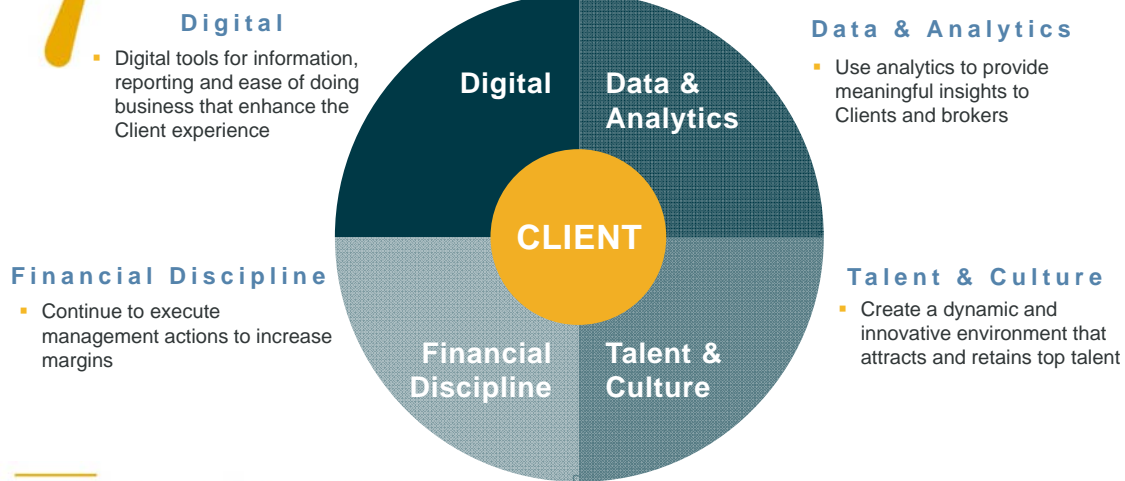 Digital
▪ Digital tools for information,
reporting and ease of doing
business that enhance the
Client experience
Digital
Data &
Analytics
Data & Analytics
▪ Use analytics to provide
meaningful insights to
Clients and brokers
CLIENT
Financial Discipline
▪ Continue to execute
management actions to increase
margins
Financial
Discipline
Talent &
Culture
Talent & Culture
▪ Create a dynamic and
innovative environment that
attracts and retains top talent